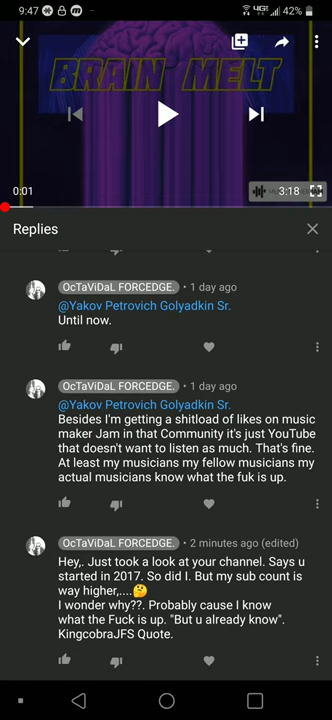 9:47
4G
42%
BRAIN MELT
0:01
3:18
Replies
OcTaViDaL FORCEDGE. • 1 day ago
@Yakov Petrovich Golyadkin Sr.
Until now.
OcTaViDaL FORCEDGE. • 1 day ago
@Yakov Petrovich Golyadkin Sr.
Besides I'm getting a shitload of likes on music
maker Jam in that Community it's just YouTube
that doesn't want to listen as much. That's fine.
At least my musicians my fellow musicians my
actual musicians know what the fuk is up.
OcTaViDaL FORCEDGE. • 2 minutes ago (edited)
Hey,. Just took a look at your channel. Says u
started in 2017. So did I. But my sub count is
way higher,....🤔
I wonder why??. Probably cause I know
what the Fuck is up. "But u already know".
KingcobraJFS Quote.